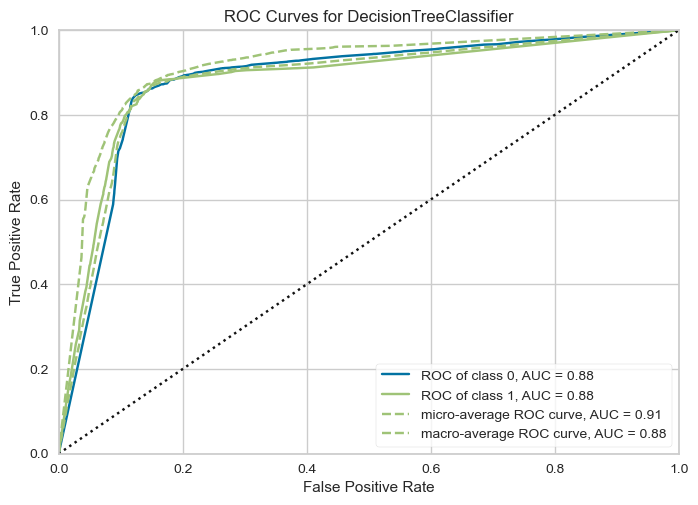 ROC Curves for DecisionTreeClassifier
1.0
0.8
0.6
0.4
0.2
0.0
True Positive Rate
0.0 0.2 0.4 0.6 0.8 1.0
False Positive Rate
ROC of class 0, AUC = 0.88
ROC of class 1, AUC = 0.88
micro-average ROC curve, AUC = 0.91
macro-average ROC curve, AUC = 0.88